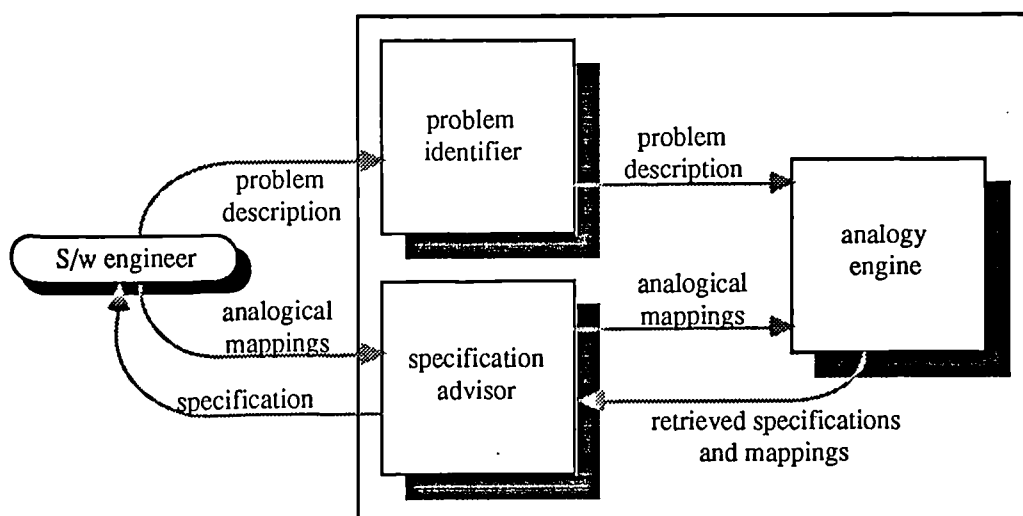 problem
identifier
problem
description
problem
description
analogy
engine
S/w engineer
analogical
mappings
analogical
mappings
specification
advisor
specification
retrieved specifications
and mappings